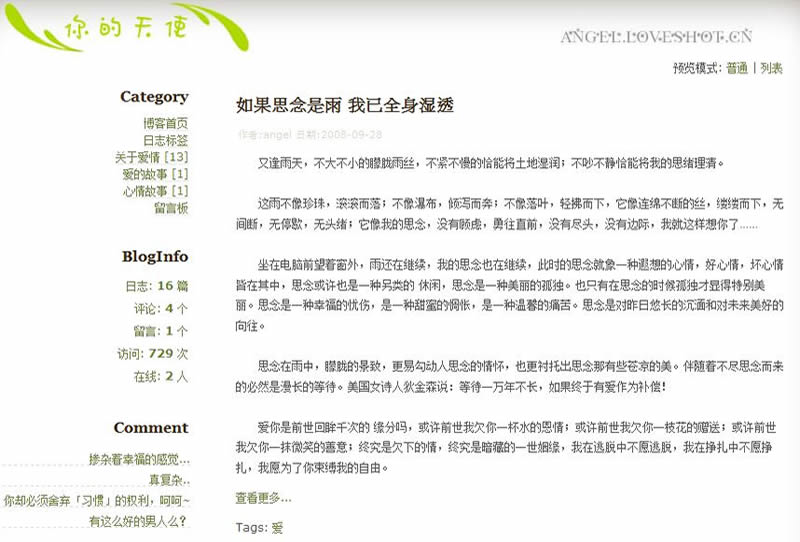 你的天使
ANGEL.LOVESHOT.CN
预览模式: 普通 | 列表
Category
博客首页
日志标签
关于爱情 [13]
爱的故事 [1]
心情故事 [1]
留言板
BlogInfo
日志: 16 篇
评论: 4 个
留言: 1 个
访问: 729 次
在线: 2 人
Comment
掺杂着幸福的感觉...
真复杂..
你却必须舍弃「习惯」的权利，呵呵~
有这么好的男人么？
如果思念是雨 我已全身湿透
作者:angel 日期:2008-09-28
又逢雨天，不大不小的朦胧雨丝，不紧不慢的恰能将土地湿润；不吵不静恰能将我的思绪理清。
这雨不像珍珠，滚滚而落；不像瀑布，倾泻而奔；不像落叶，轻拂而下，它像连绵不断的丝，缕缕而下，无
间断，无停歇，无头绪；它像我的思念，没有顾虑，勇往直前，没有尽头，没有边际，我就这样想你了……
坐在电脑前望着窗外，雨还在继续，我的思念也在继续，此时的思念就象一种遐想的心情，好心情，坏心情
皆在其中，思念或许也是一种另类的 休闲，思念是一种美丽的孤独。也只有在思念的时候孤独才显得特别美
丽。思念是一种幸福的忧伤，是一种甜蜜的惆怅，是一种温馨的痛苦。思念是对昨日悠长的沉湎和对未来美好的
向往。
思念在雨中，朦胧的景致，更易勾动人思念的情怀，也更衬托出思念那有些苍凉的美。伴随着不尽思念而来
的必然是漫长的等待。美国女诗人狄金森说：等待一万年不长，如果终于有爱作为补偿！
爱你是前世回眸千次的 缘分吗，或许前世我欠你一杯水的恩情；或许前世我欠你一枝花的赠送；或许前世
我欠你一抹微笑的善意；终究是欠下的情，终究是暗藏的一世姻缘，我在逃脱中不愿逃脱，我在挣扎中不愿挣
扎，我愿为了你束缚我的自由。
查看更多...
Tags: 爱